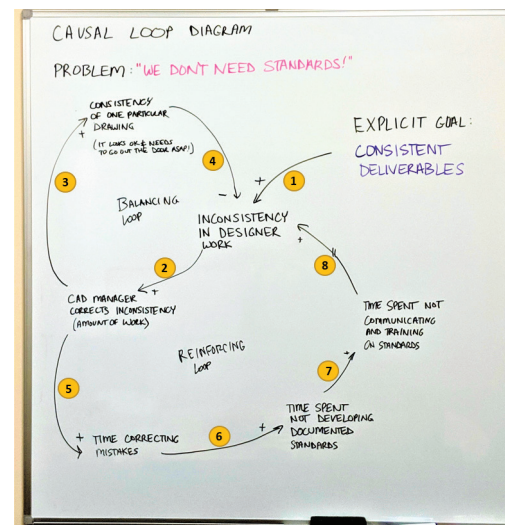 CAUSAL LOOP DIAGRAM
PROBLEM: "WE DONT NEED STANDARDS!"
CONSISTENCY
OF ONE PARTICULAR
DRAWING
+
(IT LOOKS OK & NEEDS
TO GO OUT THE DOOR ASAP!)
4
-
EXPLICIT GOAL:
CONSISTENT
DELIVERABLES
1
+
3
BALANCING
LOOP
INCONSISTENCY
IN DESIGNER
WORK
+
2
+
8
CAD MANAGER
CORRECTS INCONSISTENCY
(AMOUNT OF WORK)
TIME SPENT NOT
COMMUNICATING
AND TRAINING
ON STANDARDS
+
REINFORCING
LOOP
7
5
+ TIME CORRECTING
MISTAKES
6
+
TIME SPENT
NOT DEVELOPING
DOCUMENTED
STANDARDS